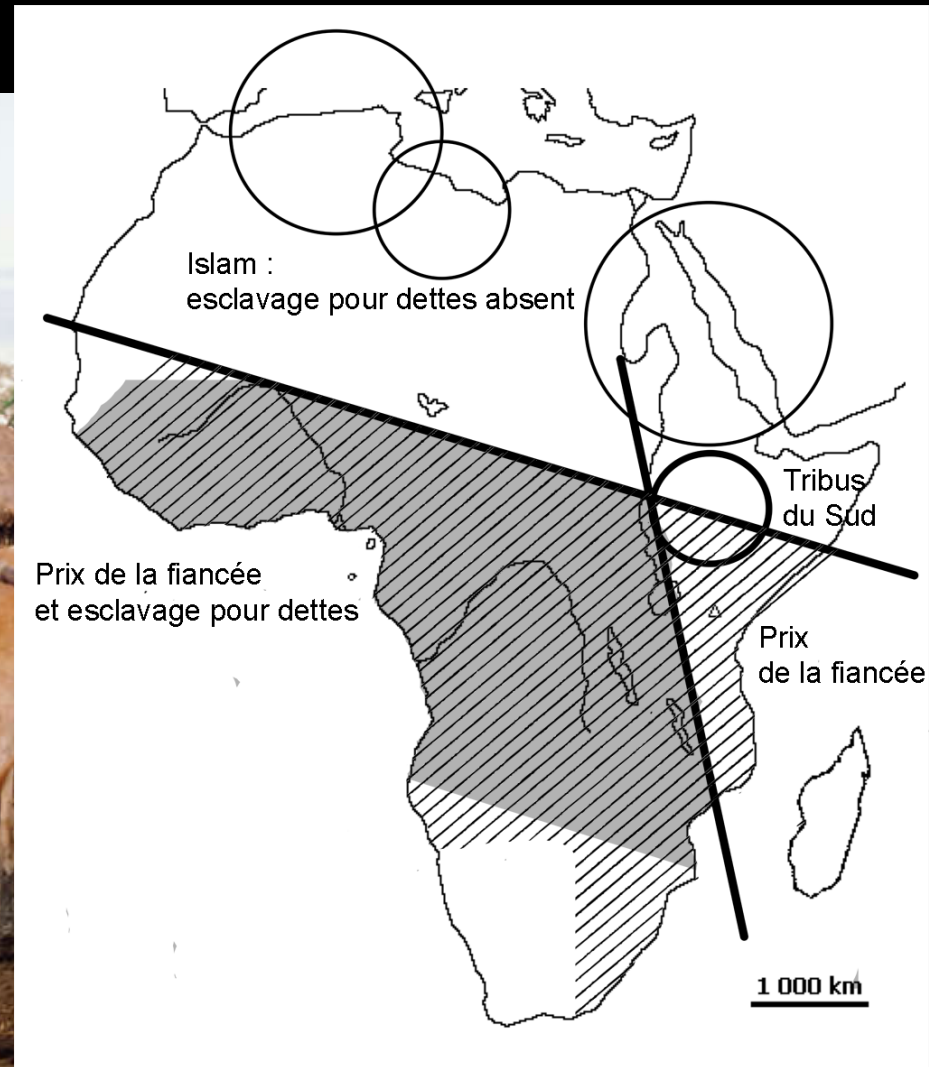 Islam :
esclavage pour dettes absent
Tribus
du Sud
Prix de la fiancée
et esclavage pour dettes
Prix
de la fiancée
1 000 km